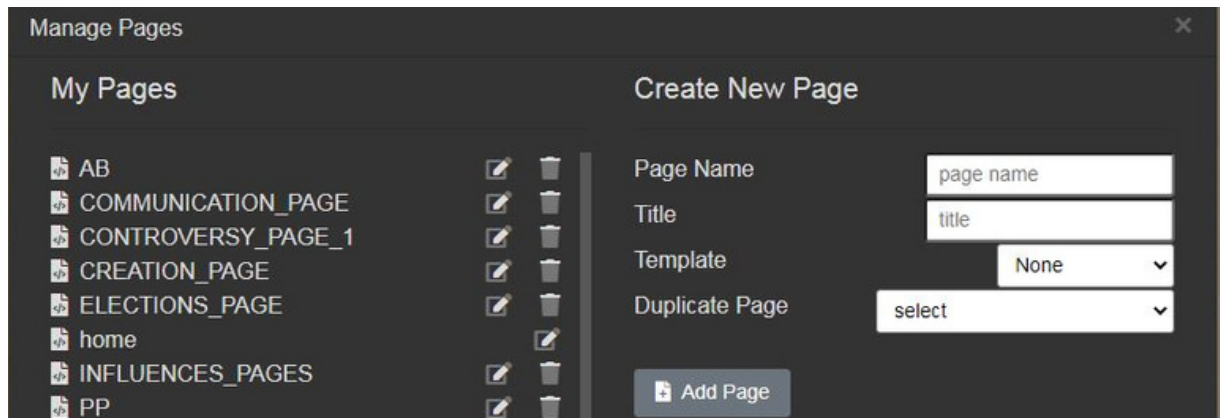 Manage Pages
×
My Pages
AB
COMMUNICATION_PAGE
CONTROVERSY_PAGE_1
CREATION_PAGE
ELECTIONS_PAGE
home
INFLUENCES_PAGES
PP
Create New Page
Page Name
page name
Title
title
Template
None
Duplicate Page
select
Add Page